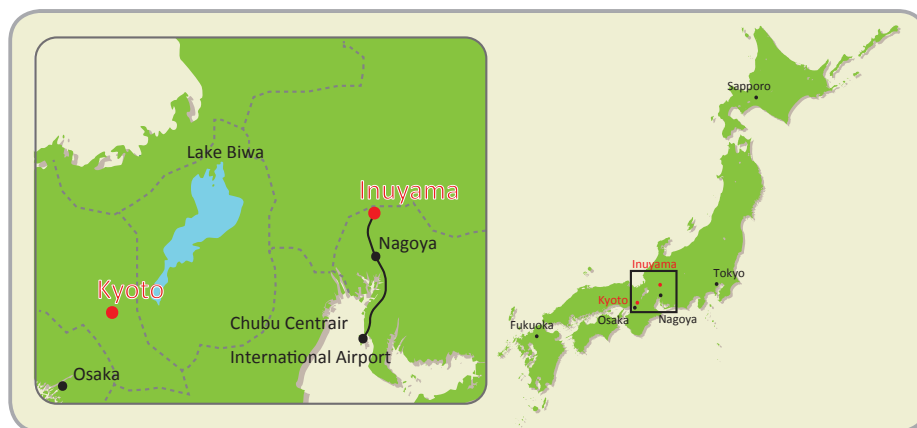 Lake Biwa
Inuyama
Nagoya
Kyoto
Chubu Centrair
International Airport
Osaka
Sapporo
Inuyama
Tokyo
Kyoto
Osaka
Nagoya
Fukuoka